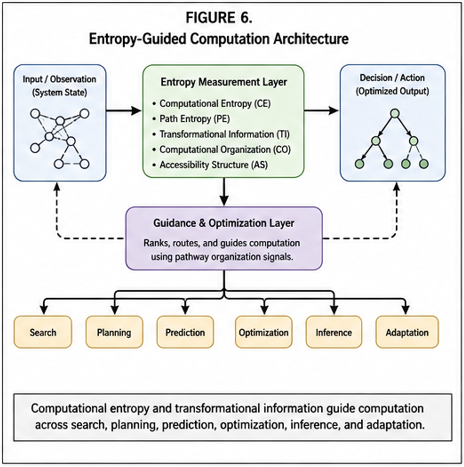 FIGURE 6.
Entropy-Guided Computation Architecture
Input / Observation
(System State)
Entropy Measurement Layer
• Computational Entropy (CE)
• Path Entropy (PE)
• Transformational Information (TI)
• Computational Organization (CO)
• Accessibility Structure (AS)
Decision / Action
(Optimized Output)
Guidance & Optimization Layer
Ranks, routes, and guides computation
using pathway organization signals.
Search
Planning
Prediction
Optimization
Inference
Adaptation
Computational entropy and transformational information guide computation
across search, planning, prediction, optimization, inference, and adaptation.